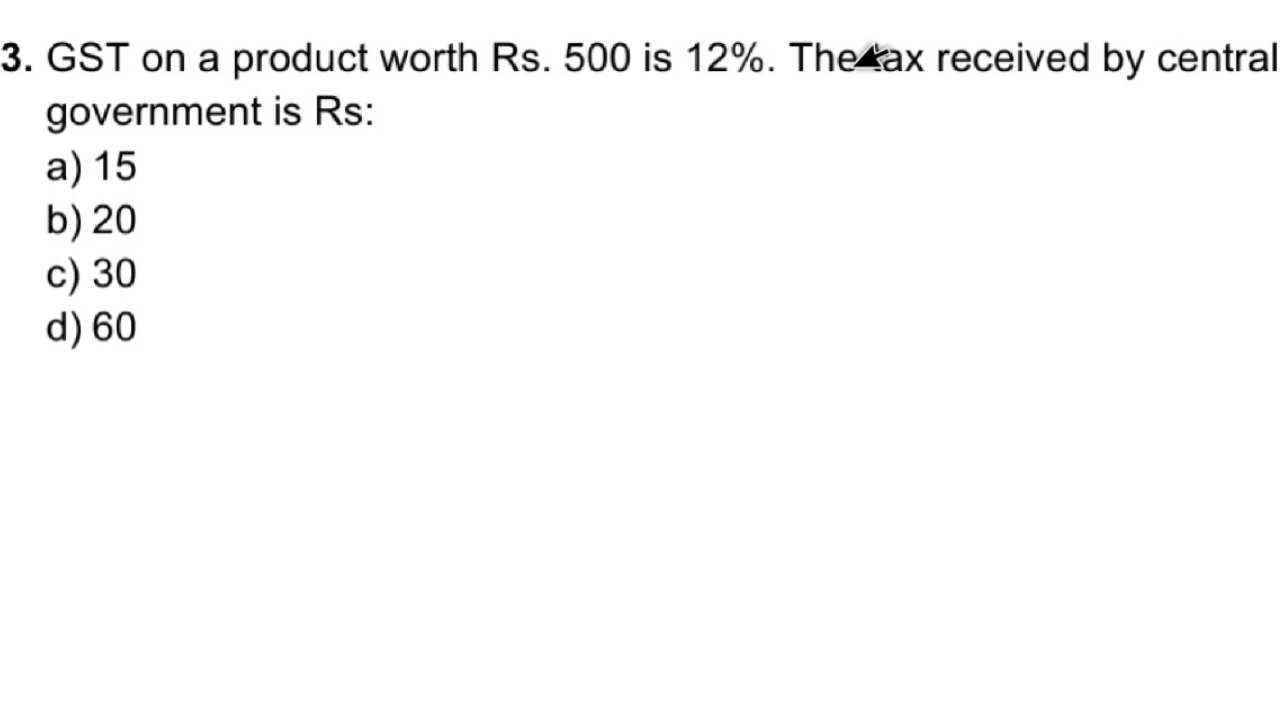 3. GST on a product worth Rs. 500 is 12%. The tax received by central
government is Rs:
a) 15
b) 20
c) 30
d) 60